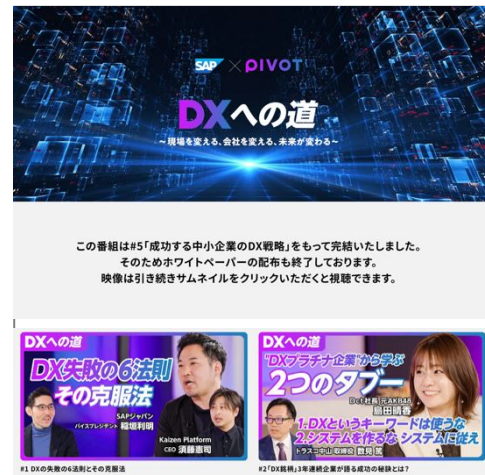 SAP × PIVOT
DXへの道
～現場を変える、会社を変える、未来が変わる～
この番組は#5「成功する中小企業のDX戦略」をもって完結いたしました。
そのためホワイトペーパーの配布も終了しております。
映像は引き続きサムネイルをクリックいただくと視聴できます。
DXへの道
DX失敗の6法則
その克服法
SAPジャパン
バイスプレジデント 稲垣利明
Kaizen Platform
CEO 須藤憲司
#1 DXの失敗の6法則とその克服法
DXへの道
"DXプラチナ企業"から学ぶ
2つのタブー
Dct社長 元AKB48
島田晴香
1.DXというキーワードは使うな
2.システムを作るな システムに従え
トラスコ中山 取締役 数見篤
#2「DX銘柄」3年連続企業が語る成功の秘訣とは?